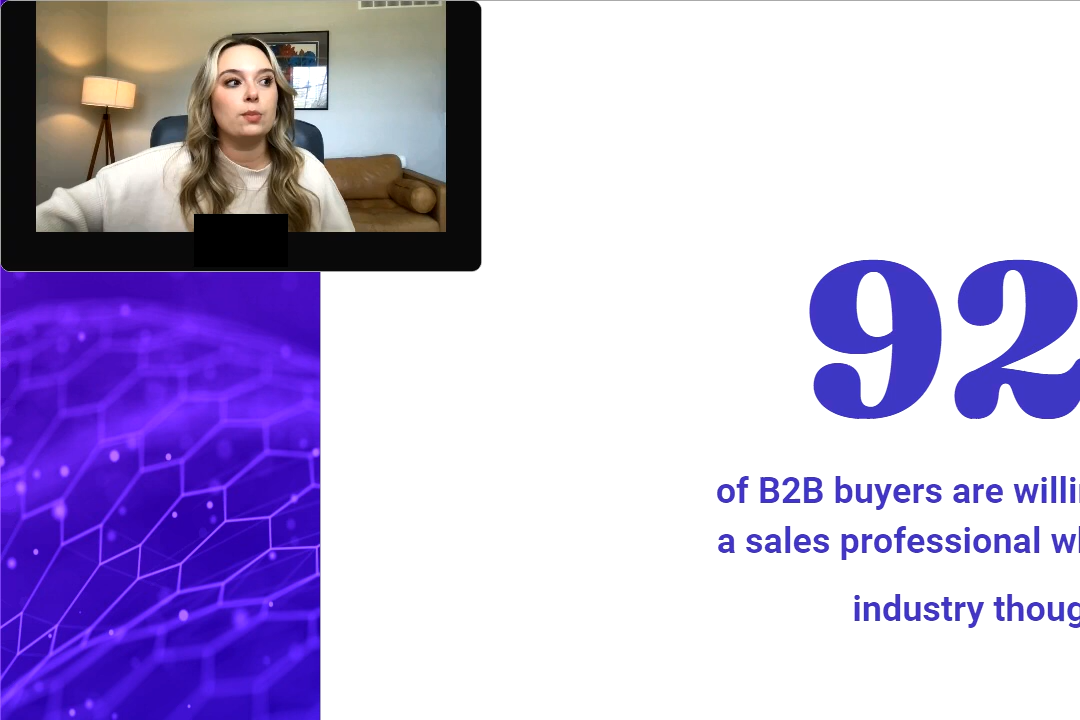 92
of B2B buyers are
a sales professional
industry